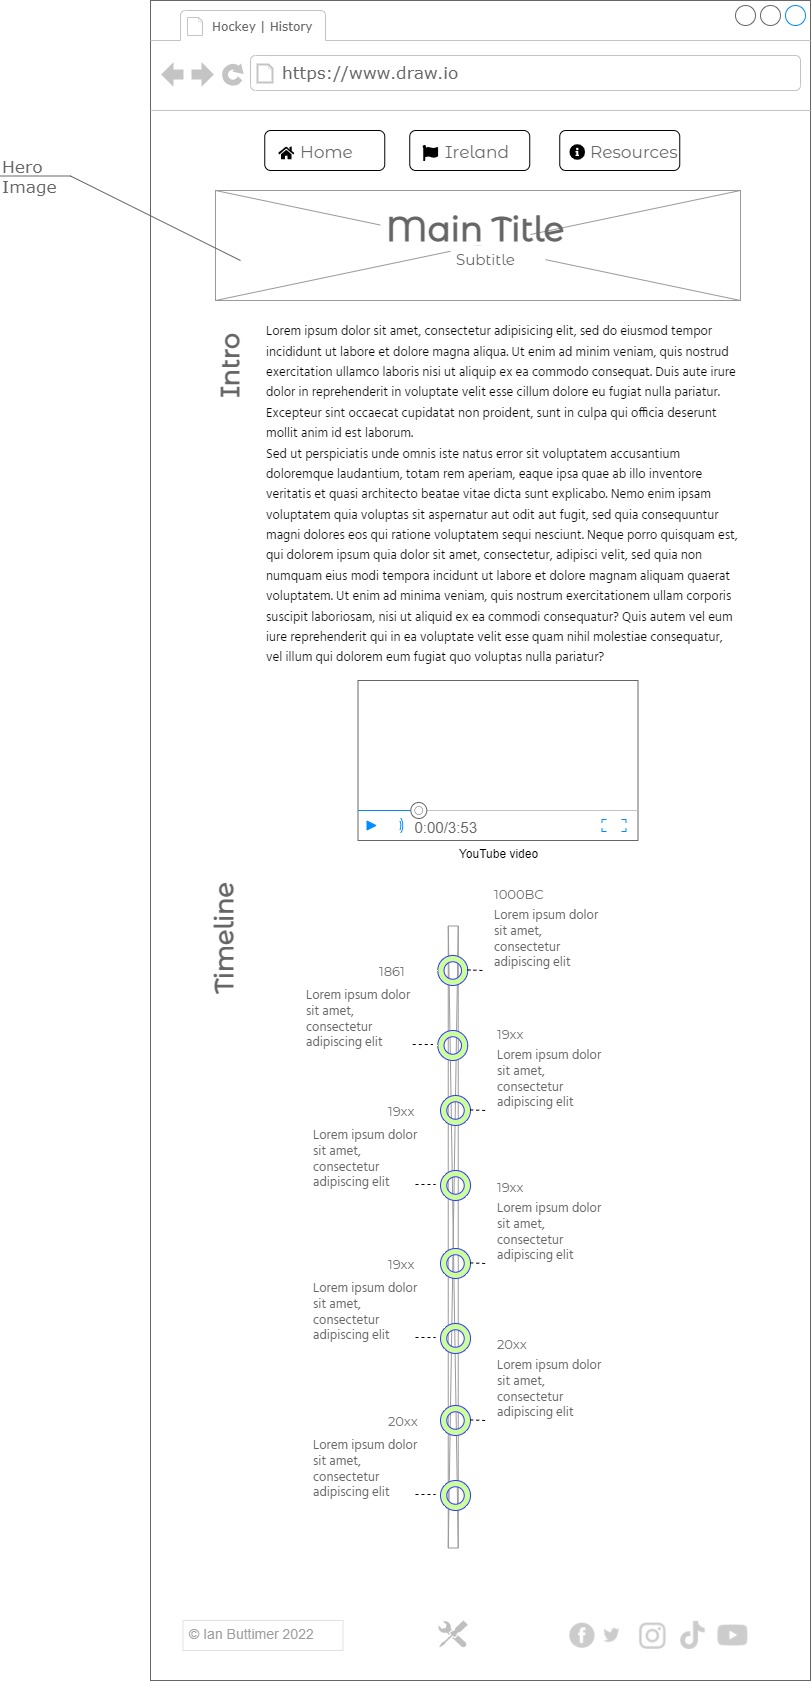 Hockey | History
https://www.draw.io
Home
Ireland
Resources
Hero
Image
Main Title
Subtitle
Intro
Lorem ipsum dolor sit amet, consectetur adipisicing elit, sed do eiusmod tempor
incididunt ut labore et dolore magna aliqua. Ut enim ad minim veniam, quis nostrud
exercitation ullamco laboris nisi ut aliquip ex ea commodo consequat. Duis aute irure
dolor in reprehenderit in voluptate velit esse cillum dolore eu fugiat nulla pariatur.
Excepteur sint occaecat cupidatat non proident, sunt in culpa qui officia deserunt
mollit anim id est laborum.
Sed ut perspiciatis unde omnis iste natus error sit voluptatem accusantium
doloremque laudantium, totam rem aperiam, eaque ipsa quae ab illo inventore
veritatis et quasi architecto beatae vitae dicta sunt explicabo. Nemo enim ipsam
voluptatem quia voluptas sit aspernatur aut odit aut fugit, sed quia consequuntur
magni dolores eos qui ratione voluptatem sequi nesciunt. Neque porro quisquam est,
qui dolorem ipsum quia dolor sit amet, consectetur, adipisci velit, sed quia non
numquam eius modi tempora incidunt ut labore et dolore magnam aliquam quaerat
voluptatem. Ut enim ad minima veniam, quis nostrum exercitationem ullam corporis
suscipit laboriosam, nisi ut aliquid ex ea commodi consequatur? Quis autem vel eum
iure reprehenderit qui in ea voluptate velit esse quam nihil molestiae consequatur,
vel illum qui dolorem eum fugiat quo voluptas nulla pariatur?
0:00/3:53
YouTube video
Timeline
1000BC
Lorem ipsum dolor
sit amet,
consectetur
adipiscing elit
1861
Lorem ipsum dolor
sit amet,
consectetur
adipiscing elit
19xx
Lorem ipsum dolor
sit amet,
consectetur
adipiscing elit
19xx
Lorem ipsum dolor
sit amet,
consectetur
adipiscing elit
19xx
Lorem ipsum dolor
sit amet,
consectetur
adipiscing elit
19xx
Lorem ipsum dolor
sit amet,
consectetur
adipiscing elit
20xx
Lorem ipsum dolor
sit amet,
consectetur
adipiscing elit
20xx
Lorem ipsum dolor
sit amet,
consectetur
adipiscing elit
© Ian Buttimer 2022